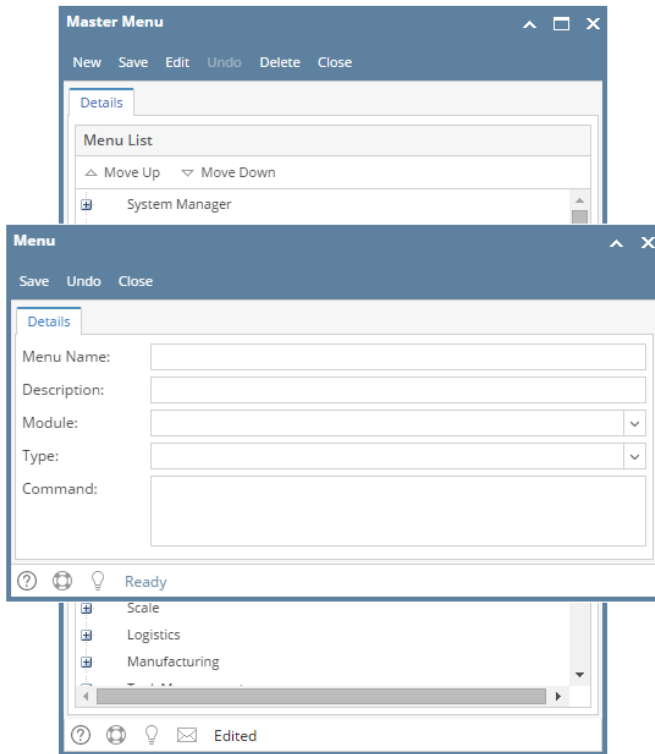 Master Menu
New Save Edit Undo Delete Close
Details
Menu List
Move Up Move Down
System Manager
Menu
Save Undo Close
Details
Menu Name:
Description:
Module:
Type:
Command:
Ready
Scale
Logistics
Manufacturing
Edited